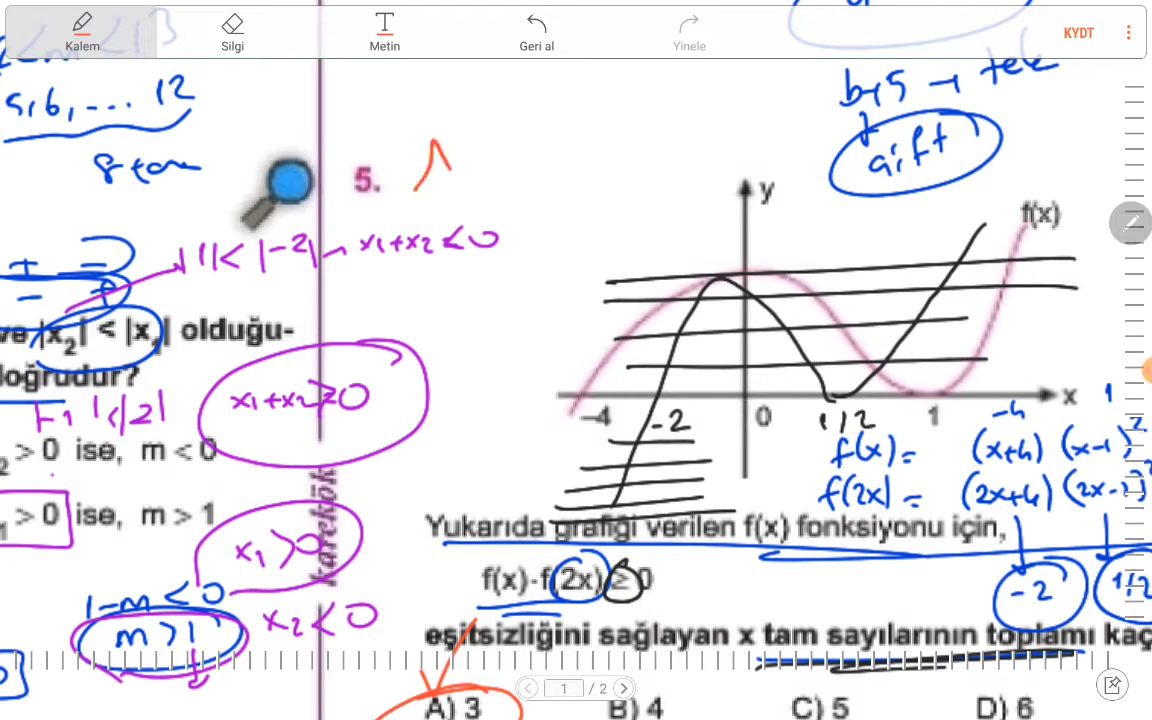 Kalem
Silgi
Metin
Geri al
Yinele
KYDT
5,6,... 12
b,5 → tek
çift
5.
|1|< |-2| x1+x2 <0
+ -
- +
ve |x2| < |x1| olduğu-
doğrudur?
|-1|<|2|
x1+x2>0
2 > 0 ise, m < 0
1 > 0 ise, m > 1
x1 >0
1-m <0
x2 <0
m >1
karekök
y
f(x)
x
-4
-2
0
1/2
1
-4
1
f(x)= (x+4) (x-1)²
f(2x) = (2x+4) (2x-1)²
-2
1/2
Yukarıda grafiği verilen f(x) fonksiyonu için,
f(x)·f(2x) ≥ 0
eşitsizliğini sağlayan x tam sayılarının toplamı kaç
A) 3
B) 4
C) 5
D) 6
1 / 2